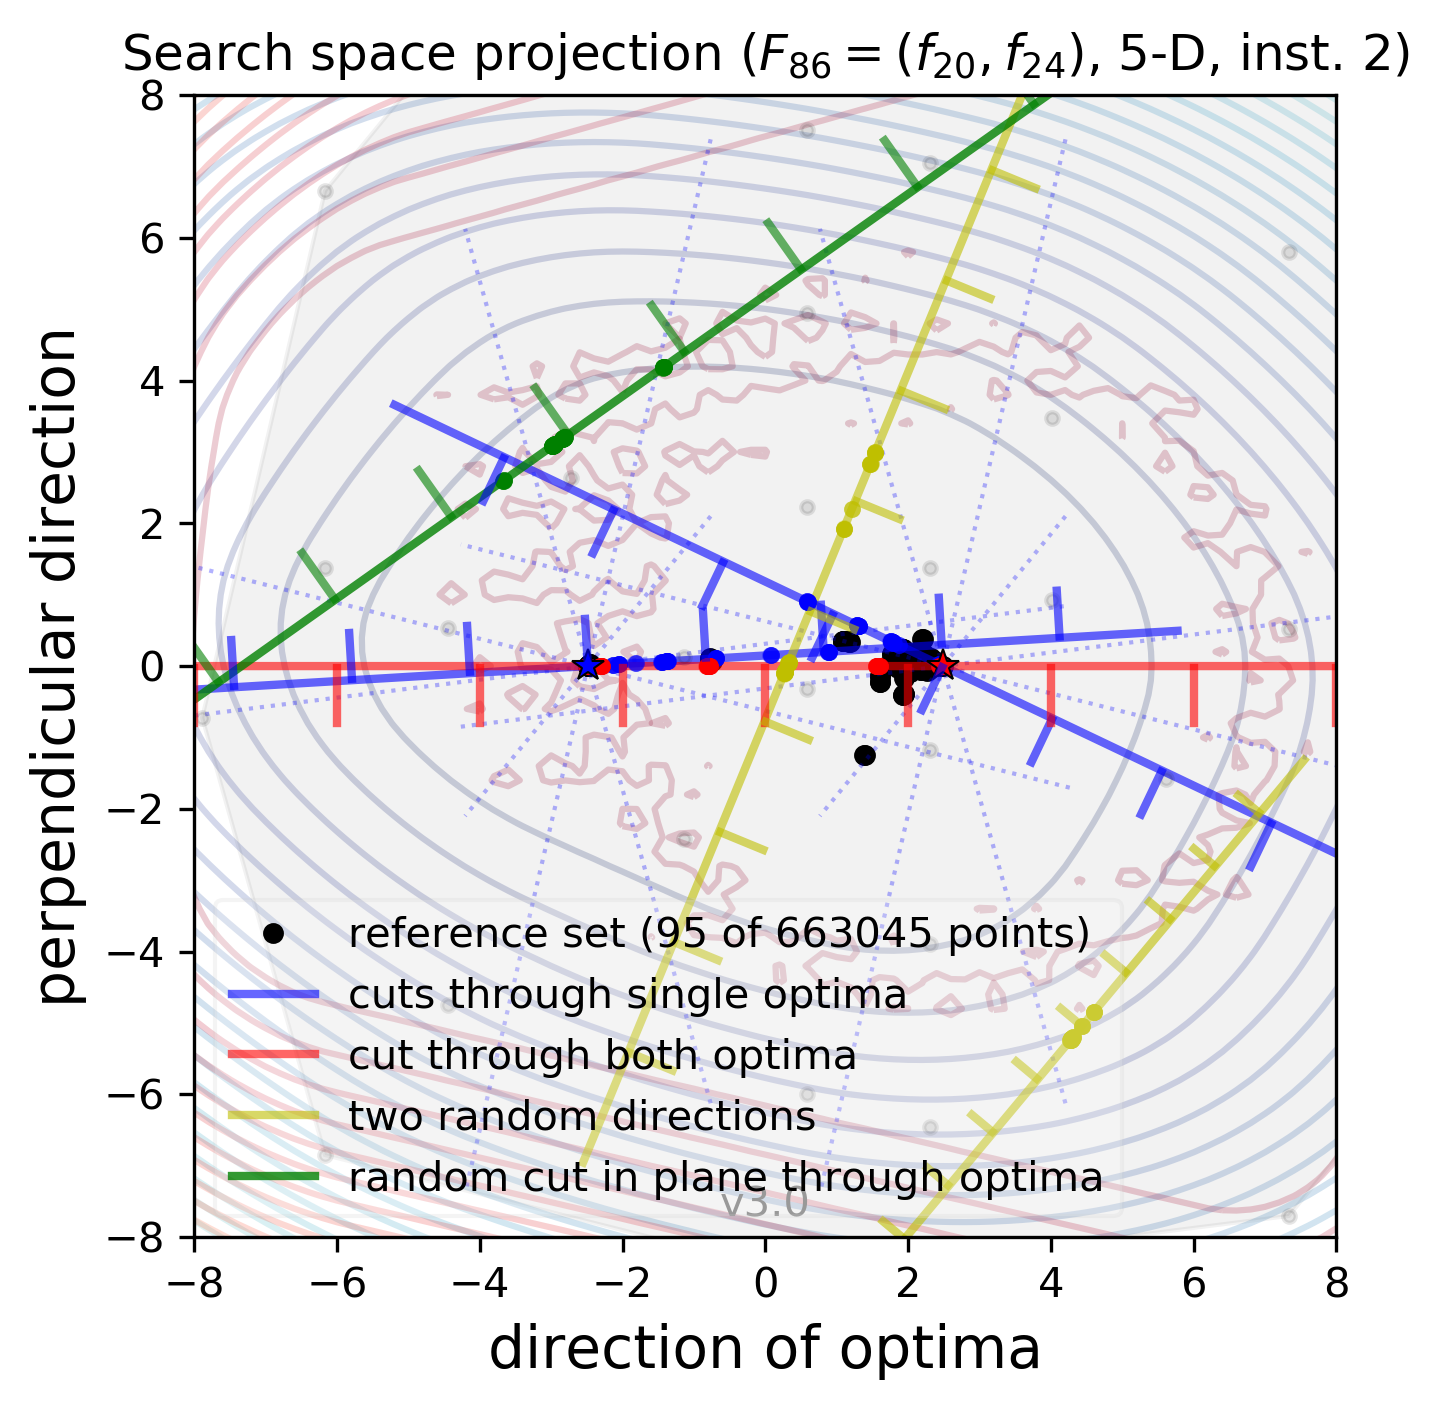 Search space projection (F₈₆ = (f₂₀, f₂₄), 5-D, inst. 2)
8
6
4
2
0
−2
−4
−6
−8
perpendicular direction
reference set (95 of 663045 points)
cuts through single optima
cut through both optima
two random directions
random cut in plane through optima
v3.0
−8 −6 −4 −2 0 2 4 6 8
direction of optima